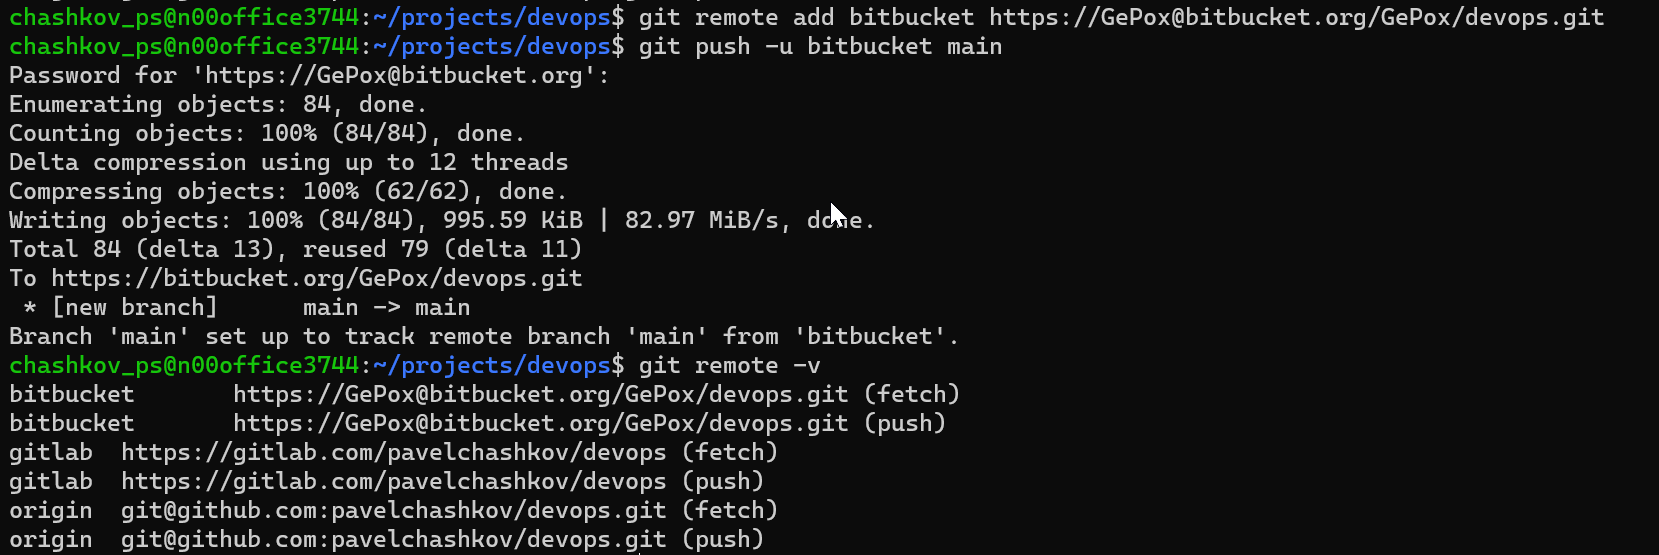 chashkov_ps@n00office3744:~/projects/devops$ git remote add bitbucket https://GePox@bitbucket.org/GePox/devops.git
chashkov_ps@n00office3744:~/projects/devops$ git push -u bitbucket main
Password for 'https://GePox@bitbucket.org':
Enumerating objects: 84, done.
Counting objects: 100% (84/84), done.
Delta compression using up to 12 threads
Compressing objects: 100% (62/62), done.
Writing objects: 100% (84/84), 995.59 KiB | 82.97 MiB/s, done.
Total 84 (delta 13), reused 79 (delta 11)
To https://bitbucket.org/GePox/devops.git
 * [new branch]      main -> main
Branch 'main' set up to track remote branch 'main' from 'bitbucket'.
chashkov_ps@n00office3744:~/projects/devops$ git remote -v
bitbucket       https://GePox@bitbucket.org/GePox/devops.git (fetch)
bitbucket       https://GePox@bitbucket.org/GePox/devops.git (push)
gitlab  https://gitlab.com/pavelchashkov/devops (fetch)
gitlab  https://gitlab.com/pavelchashkov/devops (push)
origin  git@github.com:pavelchashkov/devops.git (fetch)
origin  git@github.com:pavelchashkov/devops.git (push)